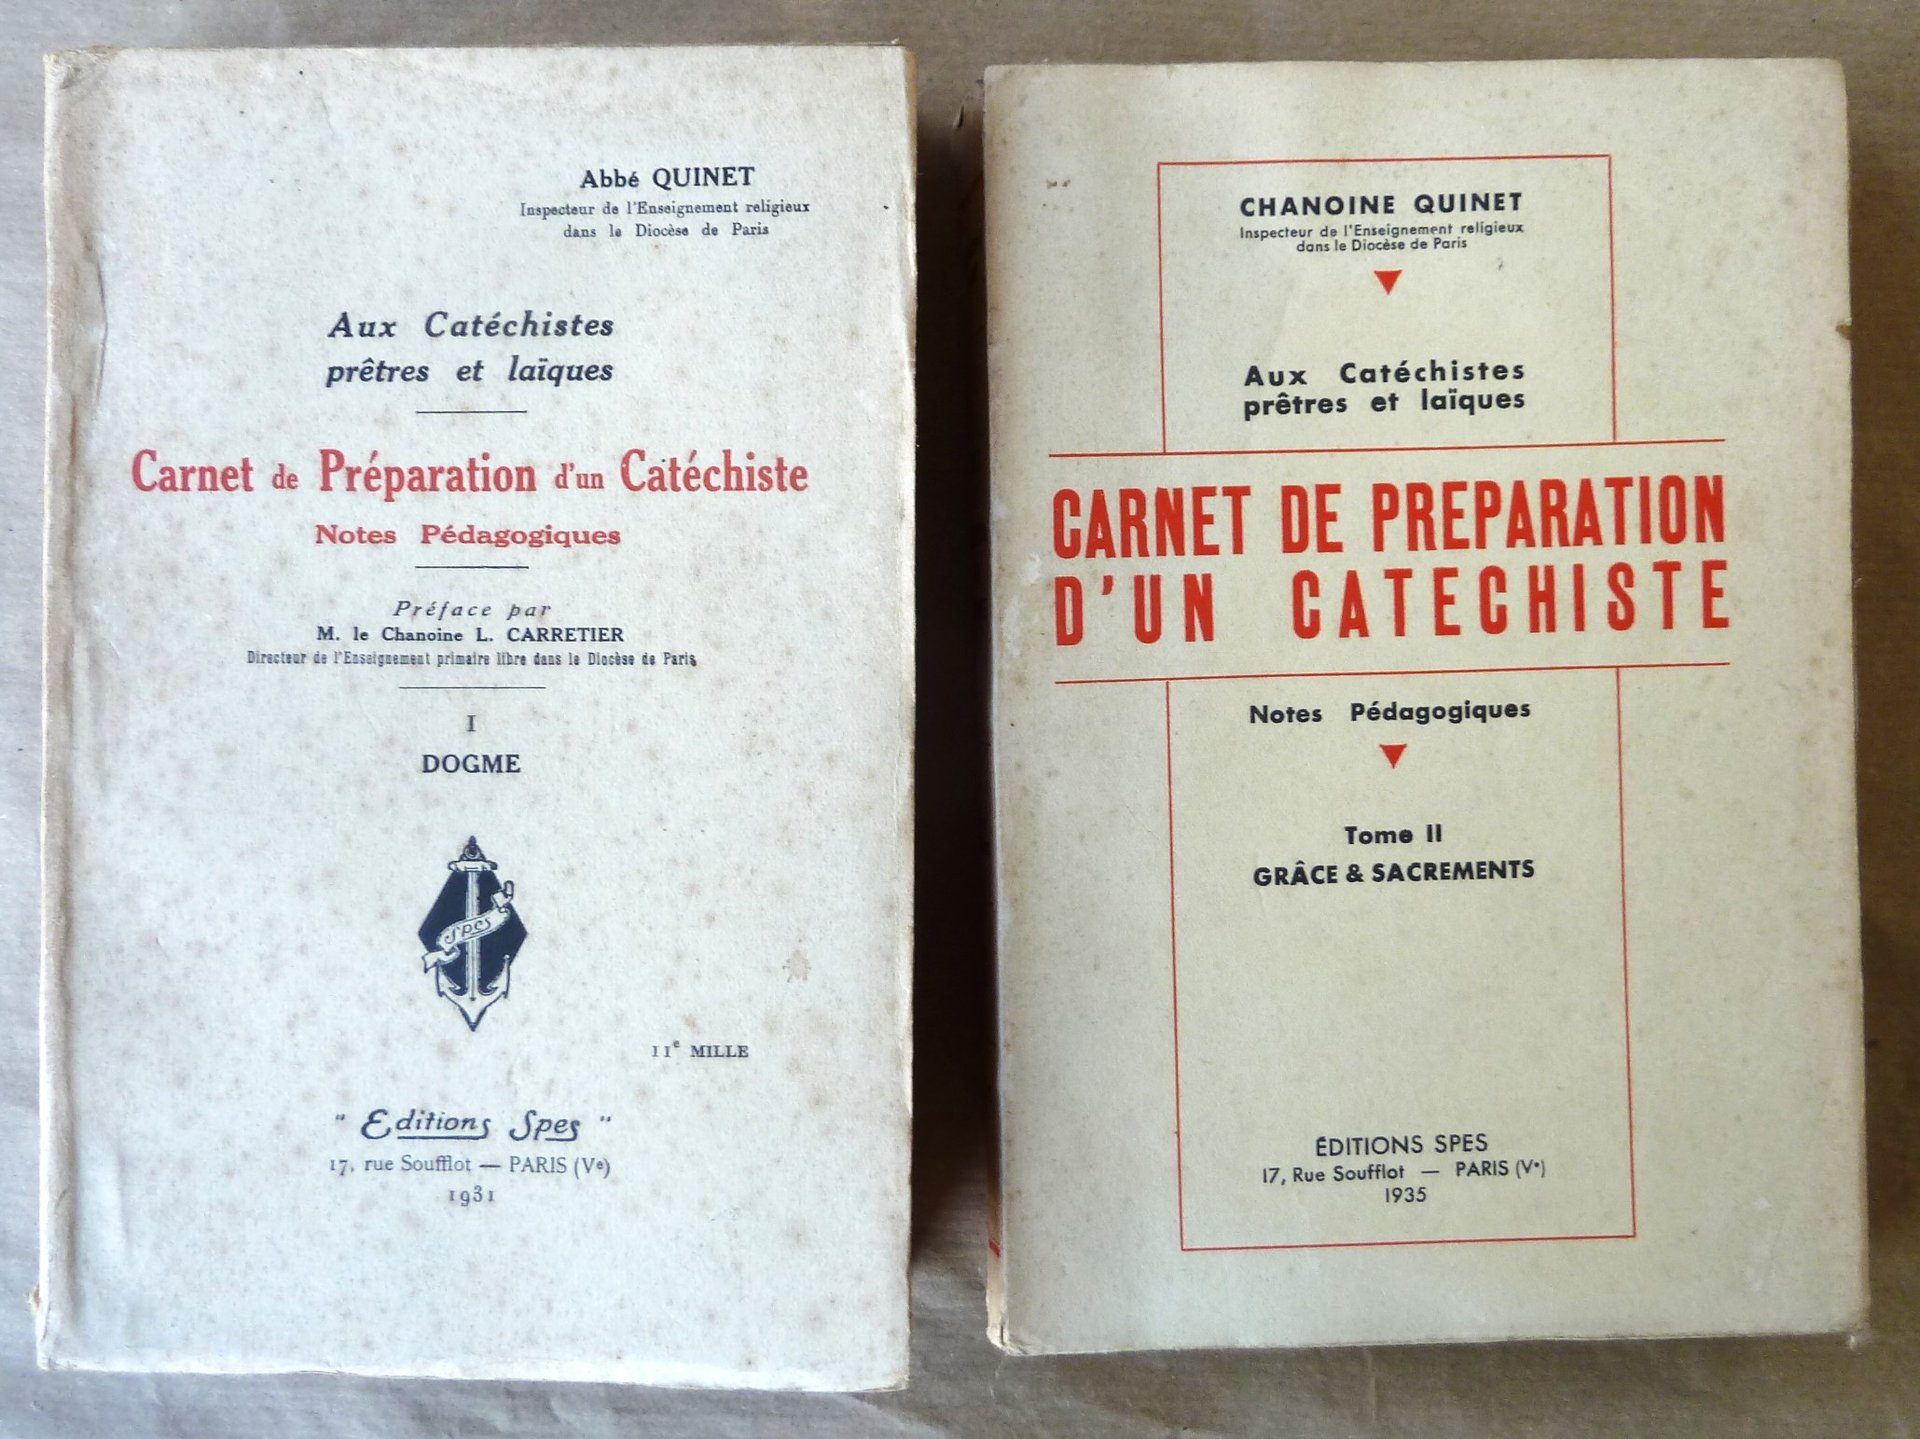 Abbé QUINET
Inspecteur de l'Enseignement religieux
dans le Diocèse de Paris
Aux Catéchistes
prêtres et laïques
Carnet de Préparation d'un Catéchiste
Notes Pédagogiques
Préface par
M. le Chanoine L. CARRETIER
Directeur de l'Enseignement primaire libre dans le Diocèse de Paris
I
DOGME
Spes
11e MILLE
" Editions Spes "
17, rue Soufflot — PARIS (Ve)
1931
CHANOINE QUINET
Inspecteur de l'Enseignement religieux
dans le Diocèse de Paris
Aux Catéchistes
prêtres et laïques
CARNET DE PREPARATION
D'UN CATECHISTE
Notes Pédagogiques
Tome II
GRÂCE & SACREMENTS
ÉDITIONS SPES
17, Rue Soufflot — PARIS (Ve)
1935